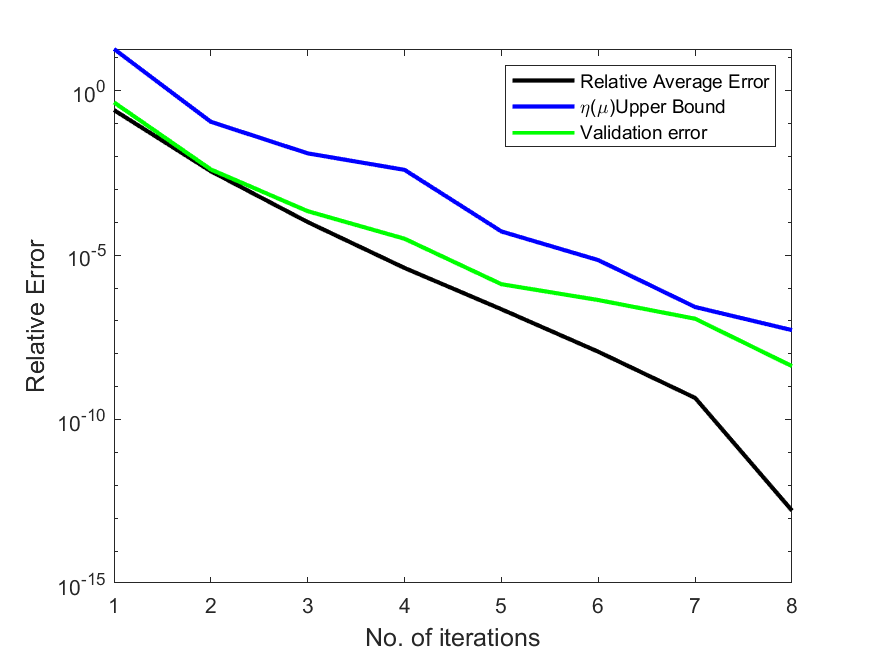 Relative Average Error
η(μ)Upper Bound
Validation error
10^0
10^-5
10^-10
10^-15
Relative Error
1 2 3 4 5 6 7 8
No. of iterations